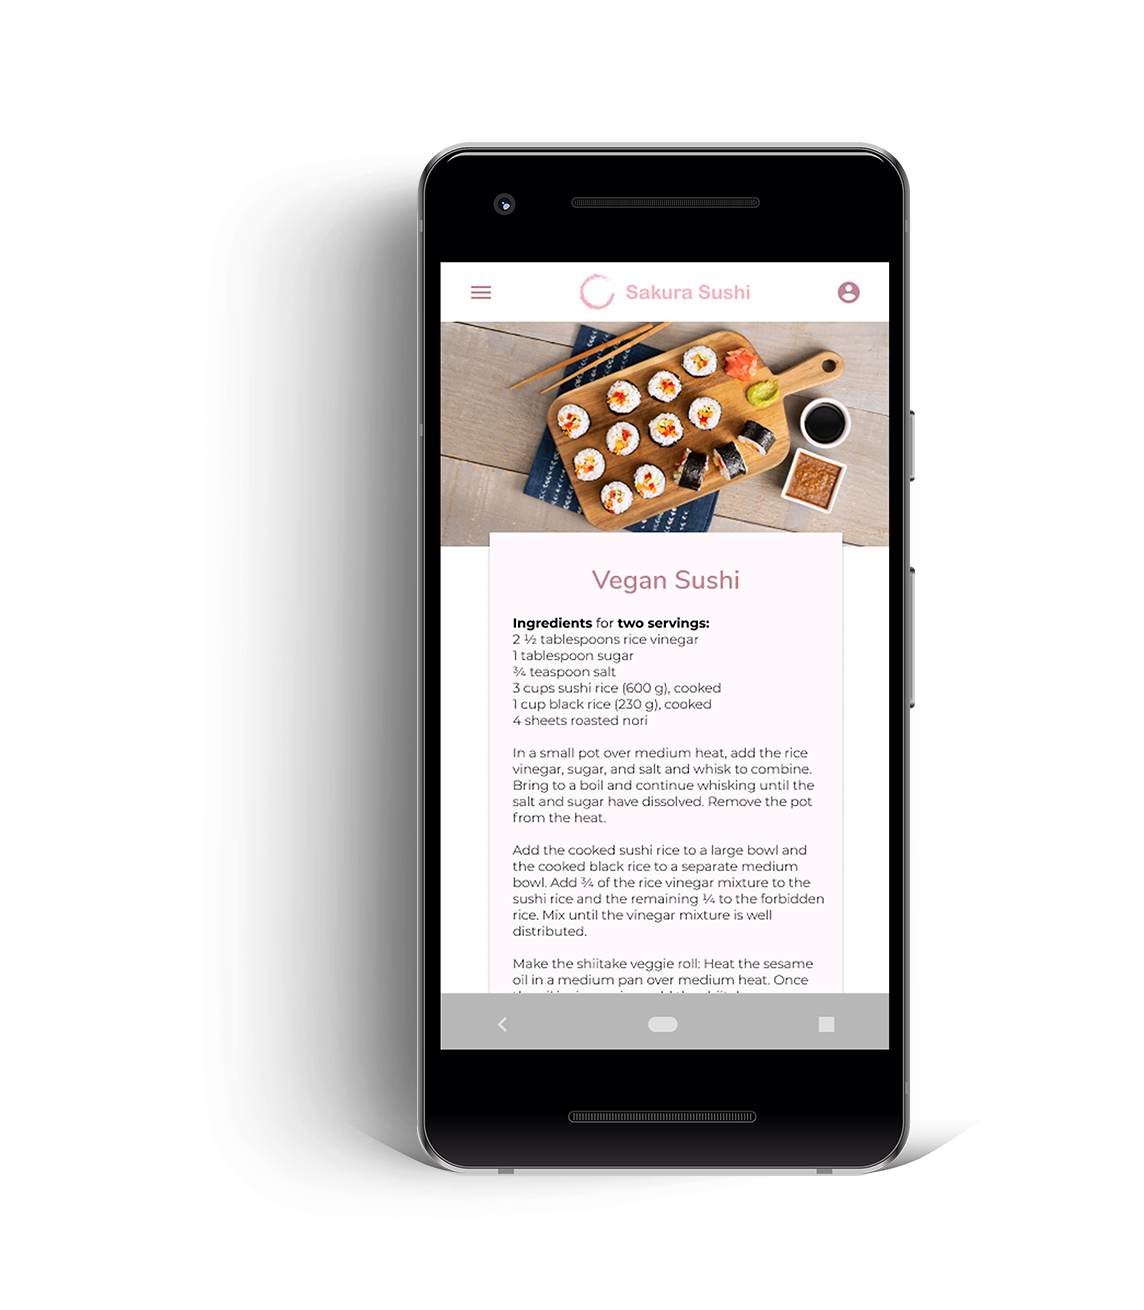 Sakura Sushi
Vegan Sushi
Ingredients for two servings:
2 ½ tablespoons rice vinegar
1 tablespoon sugar
¾ teaspoon salt
3 cups sushi rice (600 g), cooked
1 cup black rice (230 g), cooked
4 sheets roasted nori
In a small pot over medium heat, add the rice
vinegar, sugar, and salt and whisk to combine.
Bring to a boil and continue whisking until the
salt and sugar have dissolved. Remove the pot
from the heat.
Add the cooked sushi rice to a large bowl and
the cooked black rice to a separate medium
bowl. Add ¾ of the rice vinegar mixture to the
sushi rice and the remaining ¼ to the forbidden
rice. Mix until the vinegar mixture is well
distributed.
Make the shiitake veggie roll: Heat the sesame
oil in a medium pan over medium heat. Once